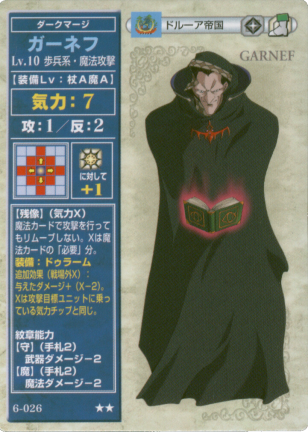 ダークマージ
ガーネフ
Lv.10 歩兵系・魔法攻撃
【装備Lv:杖A魔A】
気力:7
攻:1/反:2
に対して
+1
【残像】(気力X)
魔法カードで攻撃を行って
もリムーブしない。Xは魔
法カードの「必要」分。
装備:ドゥラーム
追加効果(戦場外X):
与えたダメージ+(X-2)。
Xは攻撃目標ユニットに乗っ
ている気力チップと同じ。
紋章能力
【守】(手札2)
武器ダメージ-2
【魔】(手札2)
魔法ダメージ-2
6-026
★★
ドルーア帝国
GARNEF